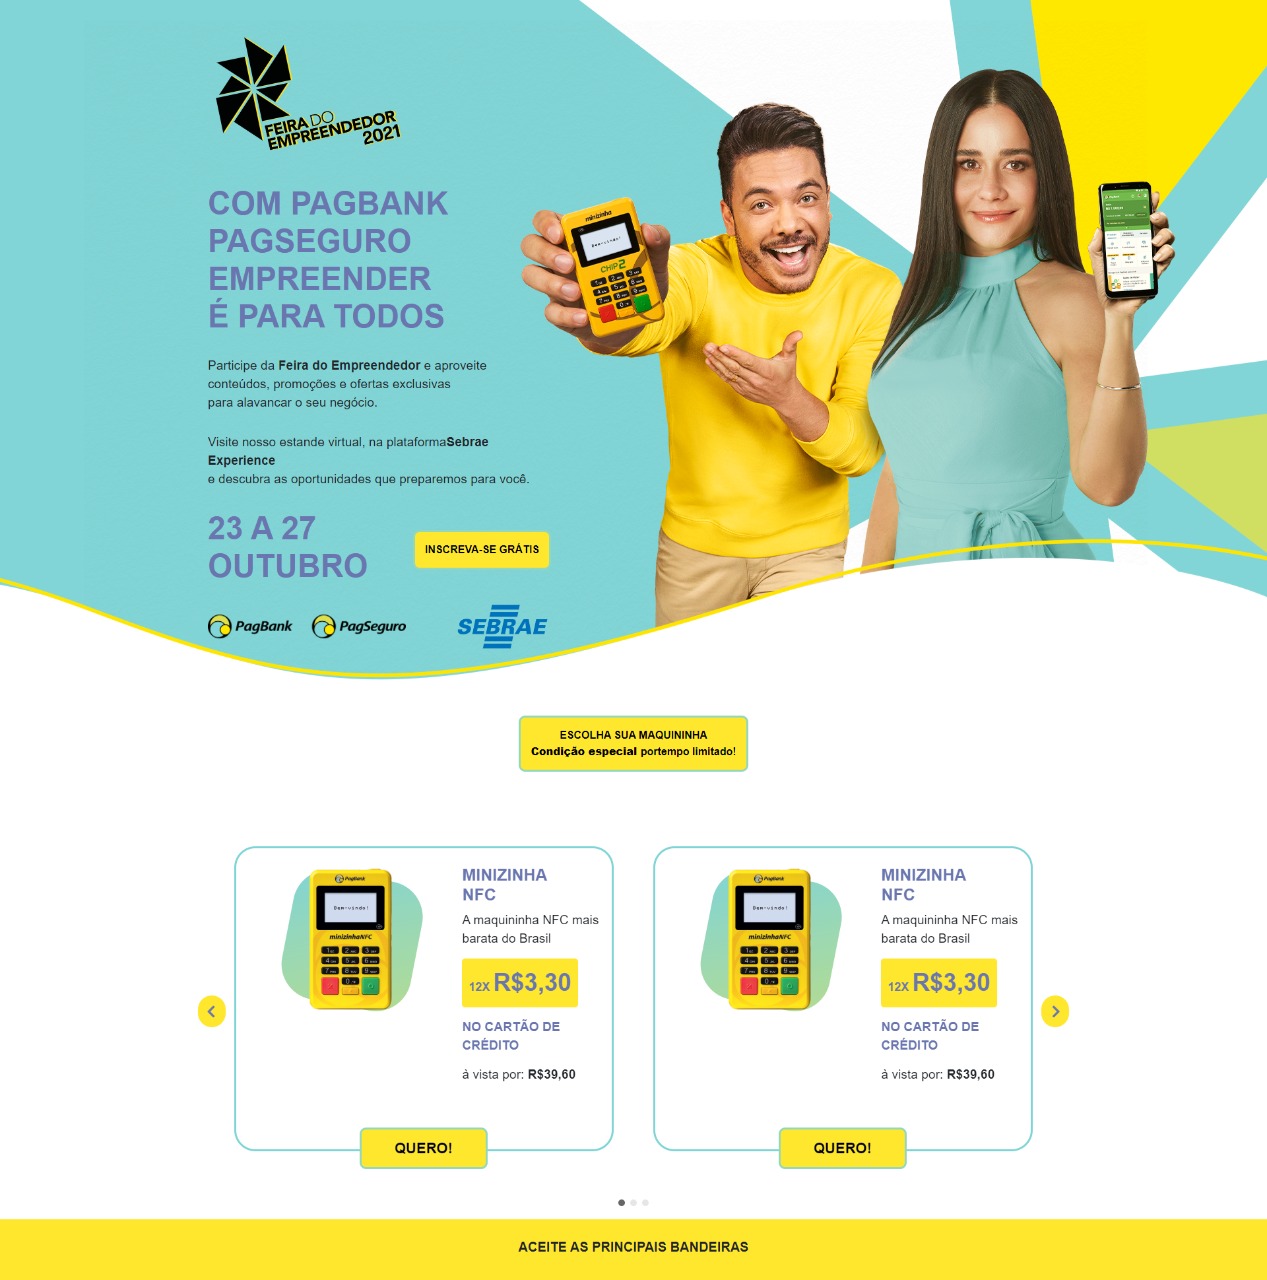 FEIRA DO
EMPREENDEDOR
2021
COM PAGBANK
PAGSEGURO
EMPREENDER
É PARA TODOS
Participe da Feira do Empreendedor e aproveite
conteúdos, promoções e ofertas exclusivas
para alavancar o seu negócio.
Visite nosso estande virtual, na plataformaSebrae
Experience
e descubra as oportunidades que preparemos para você.
23 A 27
OUTUBRO
INSCREVA-SE GRÁTIS
PagBank
PagSeguro
SEBRAE
minizinha
Bem-vindo!
CHIP2
ESCOLHA SUA MAQUININHA
Condição especial portempo limitado!
PagBank
Bem-vindo!
minizinhaNFC
MINIZINHA
NFC
A maquininha NFC mais
barata do Brasil
12X R$3,30
NO CARTÃO DE
CRÉDITO
à vista por: R$39,60
QUERO!
PagBank
Bem-vindo!
minizinhaNFC
MINIZINHA
NFC
A maquininha NFC mais
barata do Brasil
12X R$3,30
NO CARTÃO DE
CRÉDITO
à vista por: R$39,60
QUERO!
ACEITE AS PRINCIPAIS BANDEIRAS